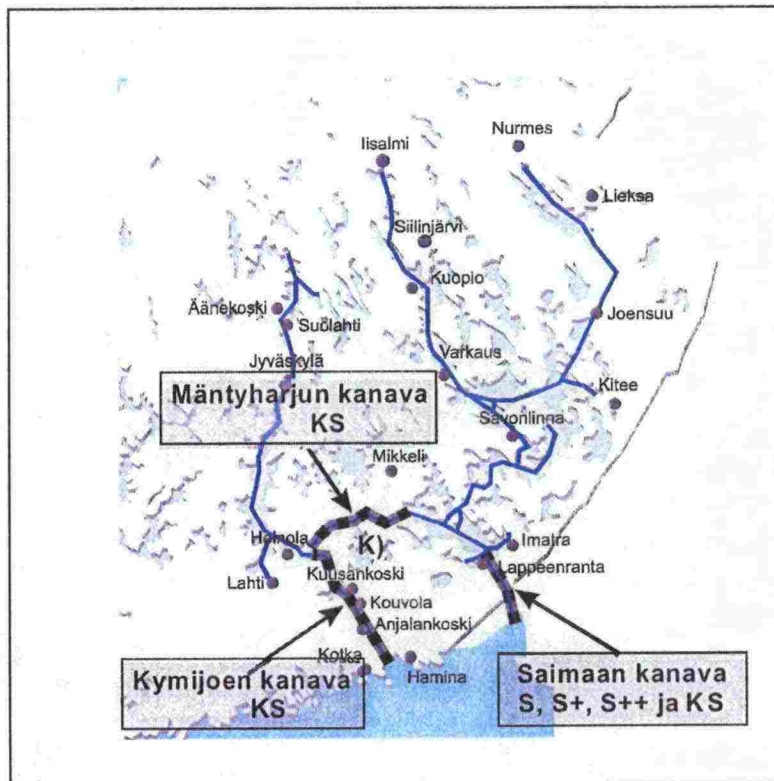 Nurmes
Iisalmi
Lieksa
Siilinjärvi
Kuopio
Äänekoski
Suolahti
Joensuu
Jyväskylä
Varkaus
Kitee
Mäntyharjun kanava
KS
Savonlinna
Mikkeli
Heinola
K)
Imatra
Lappeenranta
Lahti
Kuusankoski
Kouvola
Anjalankoski
Kotka
Hamina
Kymijoen kanava
KS
Saimaan kanava
S, S+, S++ ja KS